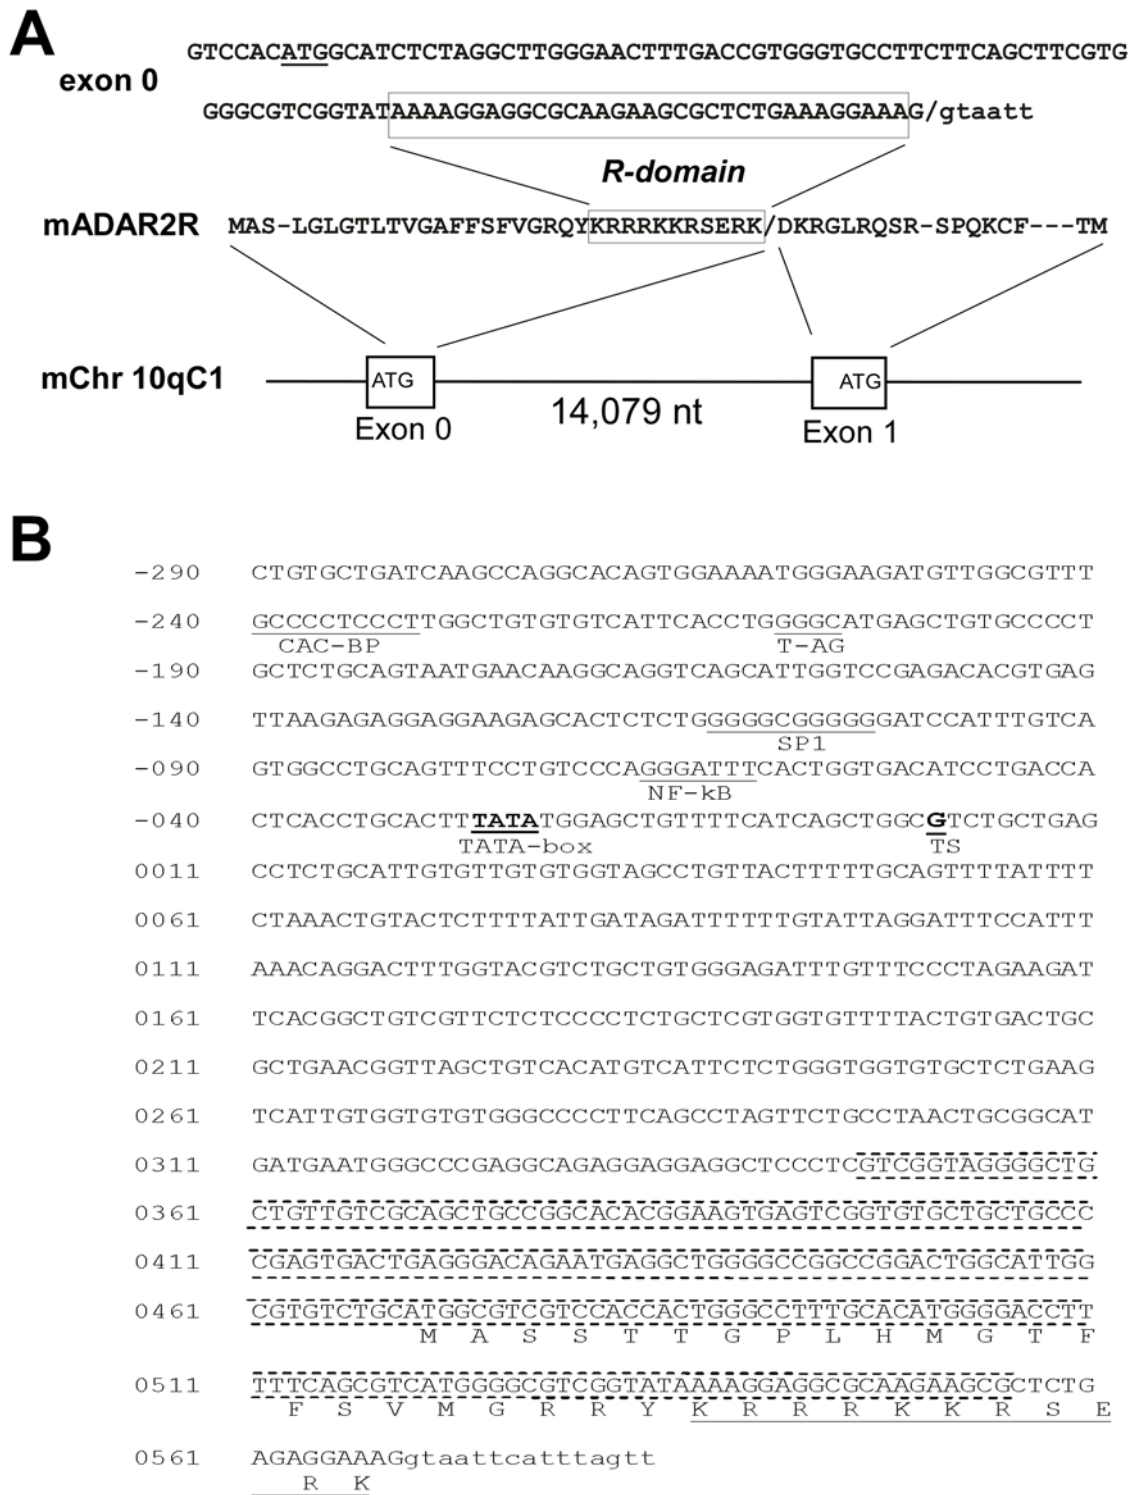 A
GTCCACATGGCATCTCTAGGCTTGGGAACTTTGACCGTGGGTGCCTTCTTCAGCTTCGTG
exon 0
GGGCGTCGGTATAAAAGGAGGCGCAAGAAGCGCTCTGAAAGGAAAG/gtaatt
R-domain
mADAR2R MAS-LGLGTLTVGAFFSFVGRQYKRRRKKRSERK/DKRGLRQSR-SPQKCF---TM
mChr 10qC1 ATG ATG
14,079 nt
Exon 0 Exon 1
B
-290 CTGTGCTGATCAAGCCAGGCACAGTGGAAAATGGGAAGATGTTGGCGTTT
-240 GCCCCTCCCTTGGCTGTGTGTCATTCACCTGGGGCATGAGCTGTGCCCCT
CAC-BP T-AG
-190 GCTCTGCAGTAATGAACAAGGCAGGTCAGCATTGGTCCGAGACACGTGAG
-140 TTAAGAGAGGAGGAAGAGCACTCTCTGGGGGCGGGGGGATCCATTTGTCA
SP1
-090 GTGGCCTGCAGTTTCCTGTCCCAGGGATTTCACTGGTGACATCCTGACCA
NF-kB
-040 CTCACCTGCACTTTATATGGAGCTGTTTTCATCAGCTGGCGTCTGCTGAG
TATA-box TS
0011 CCTCTGCATTGTGTTGTGTGGTAGCCTGTTACTTTTTGCAGTTTTATTTT
0061 CTAAACTGTACTCTTTTATTGATAGATTTTTTGTATTAGGATTTCCATTT
0111 AAACAGGACTTTGGTACGTCTGCTGTGGGAGATTTGTTTCCCTAGAAGAT
0161 TCACGGCTGTCGTTCTCTCCCCTCTGCTCGTGGTGTTTTACTGTGACTGC
0211 GCTGAACGGTTAGCTGTCACATGTCATTCTCTGGGTGGTGTGCTCTGAAG
0261 TCATTGTGGTGTGTGGGCCCCTTCAGCCTAGTTCTGCCTAACTGCGGCAT
0311 GATGAATGGGCCCGAGGCAGAGGAGGAGGCTCCCTCGTCGGTAGGGGCTG
0361 CTGTTGTCGCAGCTGCCGGCACACGGAAGTGAGTCGGTGTGCTGCTGCCC
0411 CGAGTGACTGAGGGACAGAATGAGGCTGGGGCCGGCCGGACTGGCATTGG
0461 CGTGTCTGCATGGCGTCGTCCACCACTGGGCCTTTGCACATGGGGACCTT
M A S S T T G P L H M G T F
0511 TTTCAGCGTCATGGGGCGTCGGTATAAAAGGAGGCGCAAGAAGCGCTCTG
F S V M G R R Y K R R R K K R S E
0561 AGAGGAAAGgtaattcatttagtt
R K